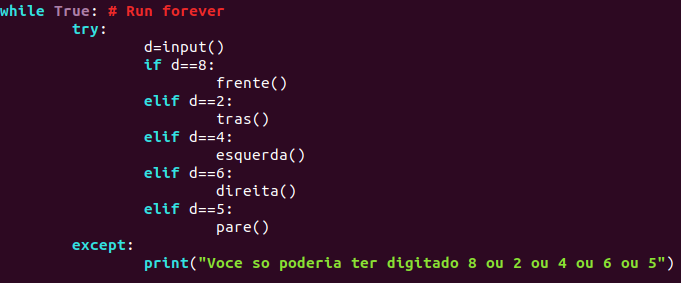 while True: # Run forever
try:
d=input()
if d==8:
frente()
elif d==2:
tras()
elif d==4:
esquerda()
elif d==6:
direita()
elif d==5:
pare()
except:
print("Voce so poderia ter digitado 8 ou 2 ou 4 ou 6 ou 5")